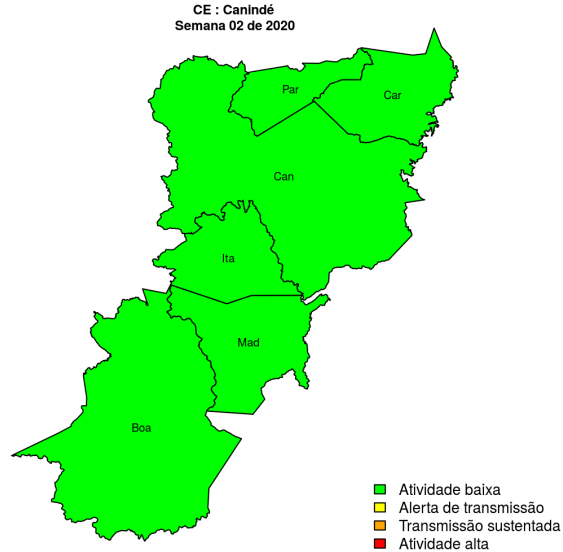 CE : Canindé
Semana 02 de 2020
Par
Car
Can
Ita
Mad
Boa
Atividade baixa
Alerta de transmissão
Transmissão sustentada
Atividade alta